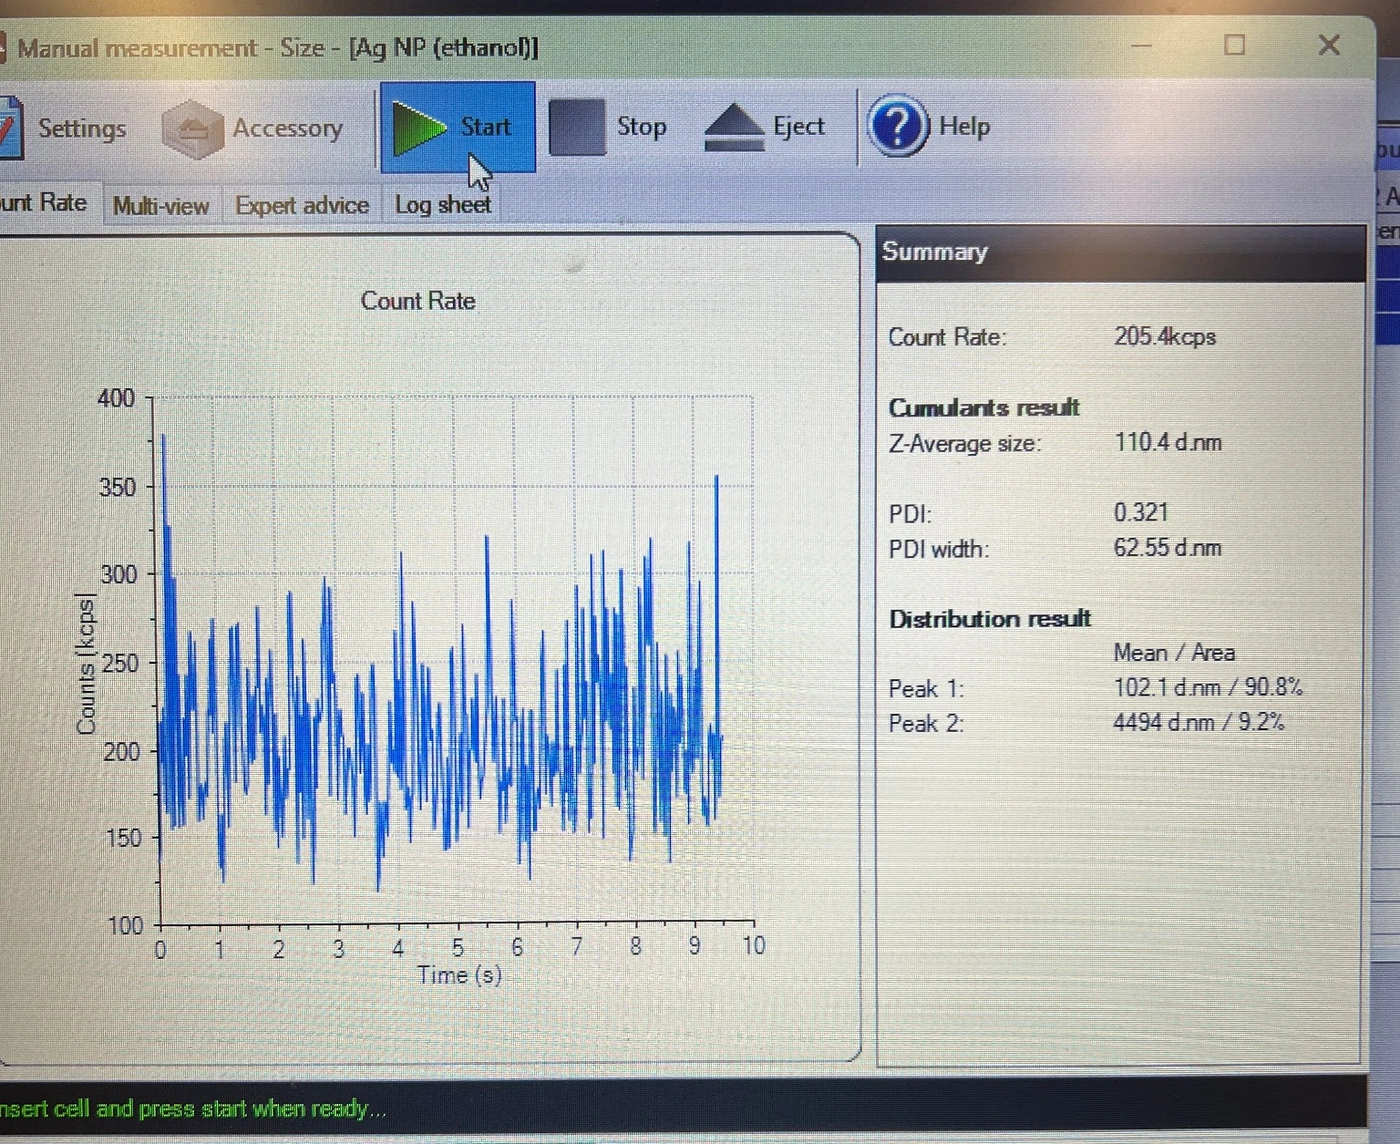 Manual measurement - Size - [Ag NP (ethanol)]
Settings Accessory Start Stop Eject Help
unt Rate Multi-view Expert advice Log sheet
Count Rate
400
350
300
250
200
150
100
Counts [kcps]
0 1 2 3 4 5 6 7 8 9 10
Time (s)
Summary
Count Rate: 205.4kcps
Cumulants result
Z-Average size: 110.4 d.nm
PDI: 0.321
PDI width: 62.55 d.nm
Distribution result
Mean / Area
Peak 1: 102.1 d.nm / 90.8%
Peak 2: 4494 d.nm / 9.2%
nsert cell and press start when ready...